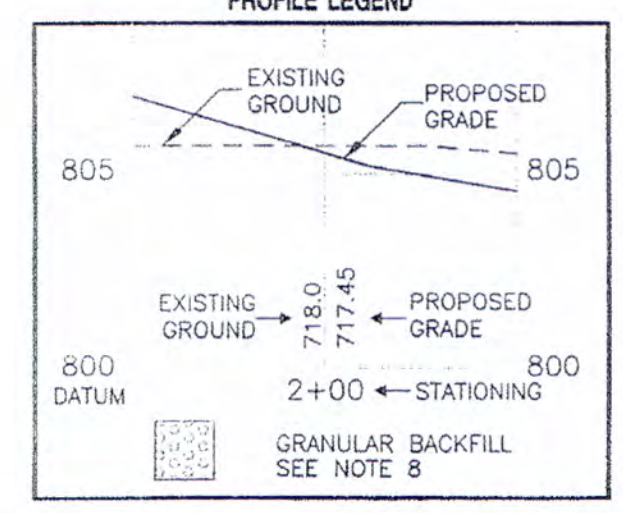 PROFILE LEGEND
EXISTING
GROUND
PROPOSED
GRADE
805
805
EXISTING
GROUND
718.0
717.45
PROPOSED
GRADE
800
800
DATUM
2+00
STATIONING
GRANULAR BACKFILL
SEE NOTE 8